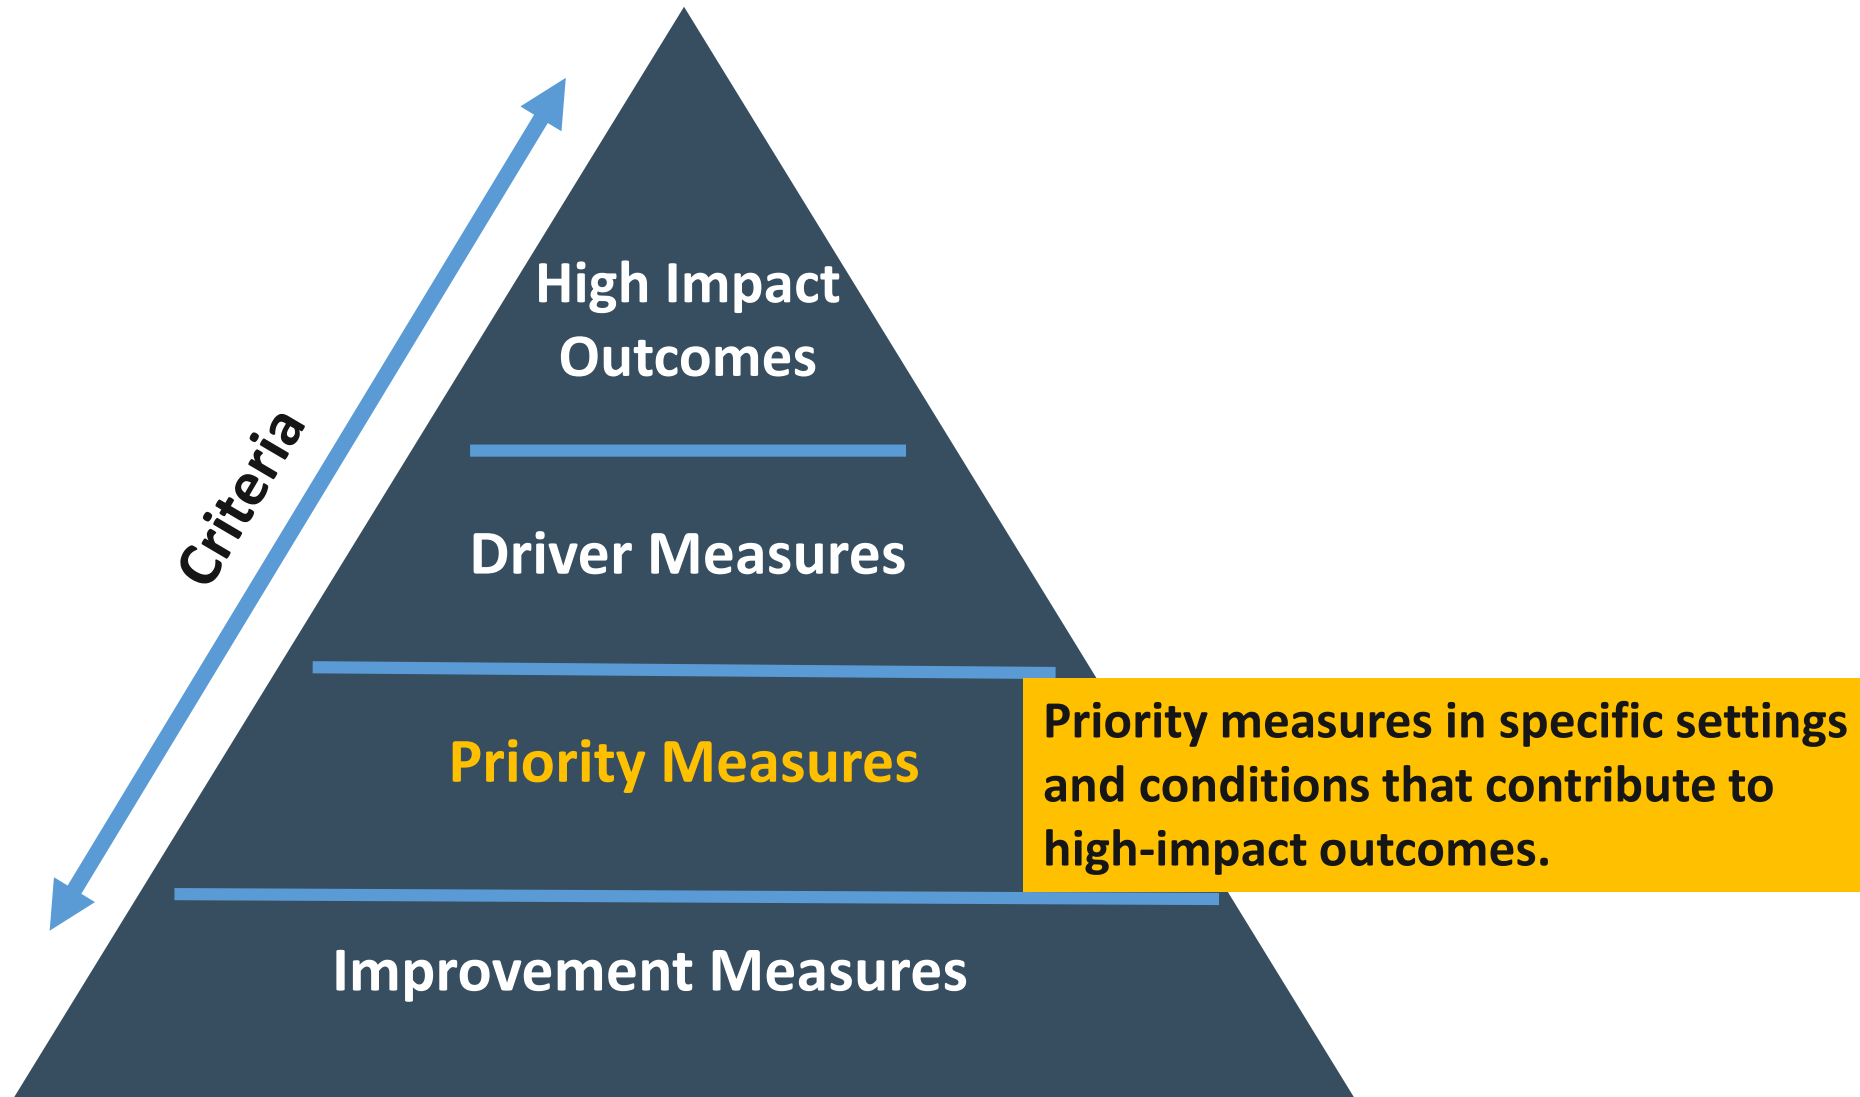 High Impact
Outcomes
Criteria
Driver Measures
Priority Measures
Priority measures in specific settings
and conditions that contribute to
high-impact outcomes.
Improvement Measures